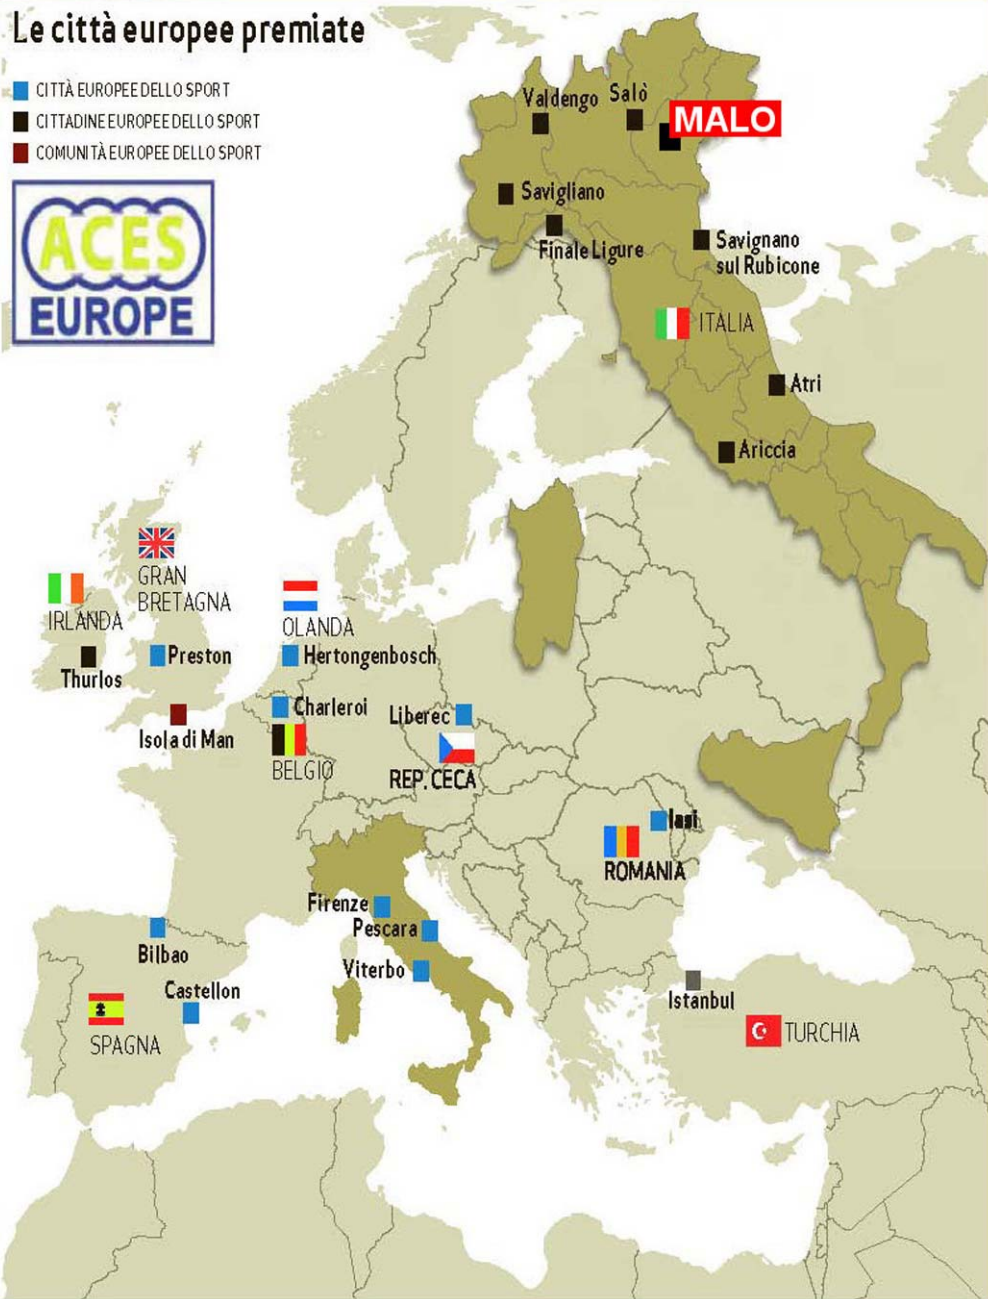 Le città europee premiate
CITTÀ EUROPEE DELLO SPORT
CITTADINE EUROPEE DELLO SPORT
COMUNITÀ EUROPEE DELLO SPORT
ACES
EUROPE
Valdengo
Salò
MALO
Savigliano
Finale Ligure
Savignano
sul Rubicone
ITALIA
Atri
Ariccia
GRAN
BRETAGNA
IRLANDA
OLANDA
Thurlos
Preston
Hertongenbosch
Charleroi
Liberec
Isola di Man
BELGIO
REP. CECA
Iasi
ROMANIA
Firenze
Pescara
Viterbo
Bilbao
Castellon
SPAGNA
Istanbul
TURCHIA